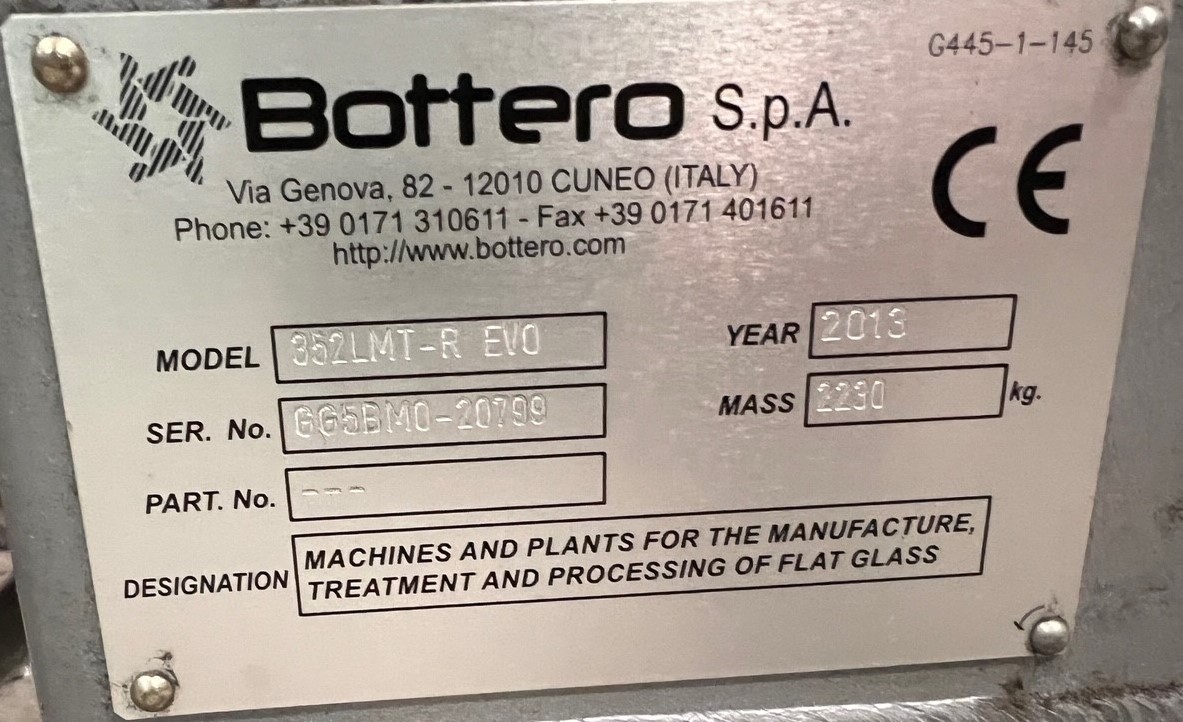 G445-1-145
Bottero S.p.A.
Via Genova, 82 - 12010 CUNEO (ITALY)
Phone: +39 0171 310611 - Fax +39 0171 401611
http://www.bottero.com
CE
MODEL 352LMT-R EVO
YEAR 2013
SER. No. GG5BM0-20799
MASS 2230 kg.
PART. No. ---
DESIGNATION MACHINES AND PLANTS FOR THE MANUFACTURE,
TREATMENT AND PROCESSING OF FLAT GLASS